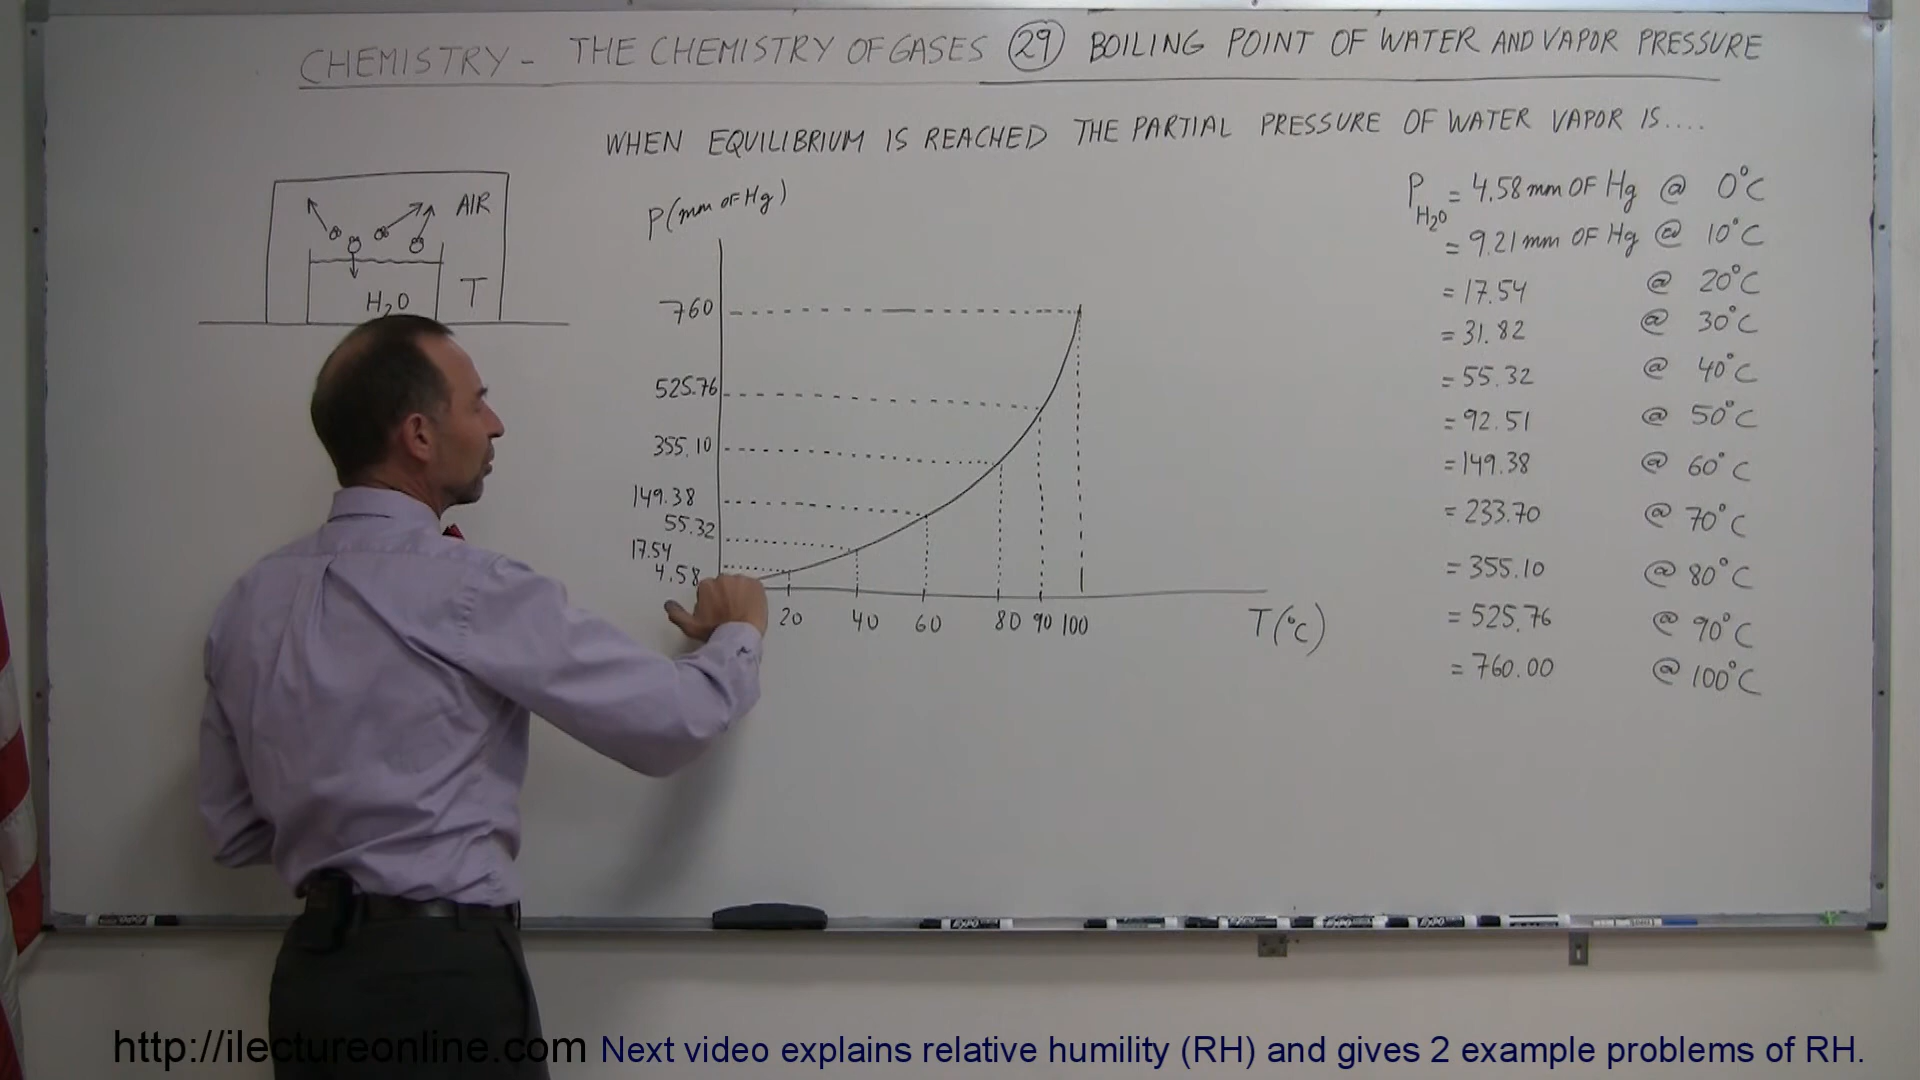 CHEMISTRY - THE CHEMISTRY OF GASES 29 BOILING POINT OF WATER AND VAPOR PRESSURE
WHEN EQUILIBRIUM IS REACHED THE PARTIAL PRESSURE OF WATER VAPOR IS....
AIR
H2O T
P(mm OF Hg)
760
525.76
355.10
149.38
55.32
17.54
4.58
20 40 60 80 90 100
T(°C)
P H2O = 4.58 mm OF Hg @ 0°C
= 9.21 mm OF Hg @ 10°C
= 17.54 @ 20°C
= 31.82 @ 30°C
= 55.32 @ 40°C
= 92.51 @ 50°C
= 149.38 @ 60°C
= 233.70 @ 70°C
= 355.10 @ 80°C
= 525.76 @ 90°C
= 760.00 @ 100°C
EXPO EXPO EXPO
http://ilectureonline.com Next video explains relative humility (RH) and gives 2 example problems of RH.